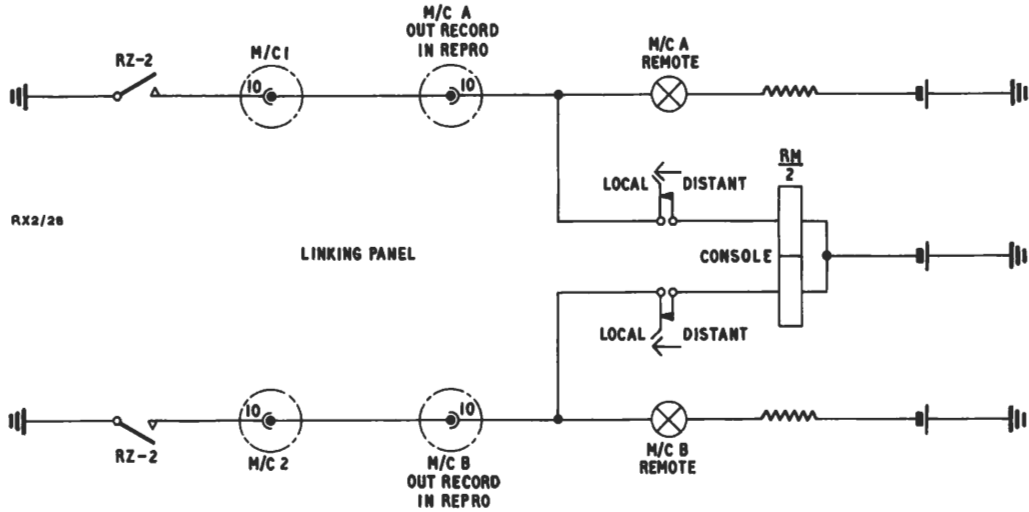 M/C A
OUT RECORD
IN REPRO
RZ-2
M/C 1
10
10
M/C A
REMOTE
RM
2
LOCAL
DISTANT
RX2/28
LINKING PANEL
CONSOLE
LOCAL
DISTANT
10
10
RZ-2
M/C 2
M/C B
OUT RECORD
IN REPRO
M/C B
REMOTE